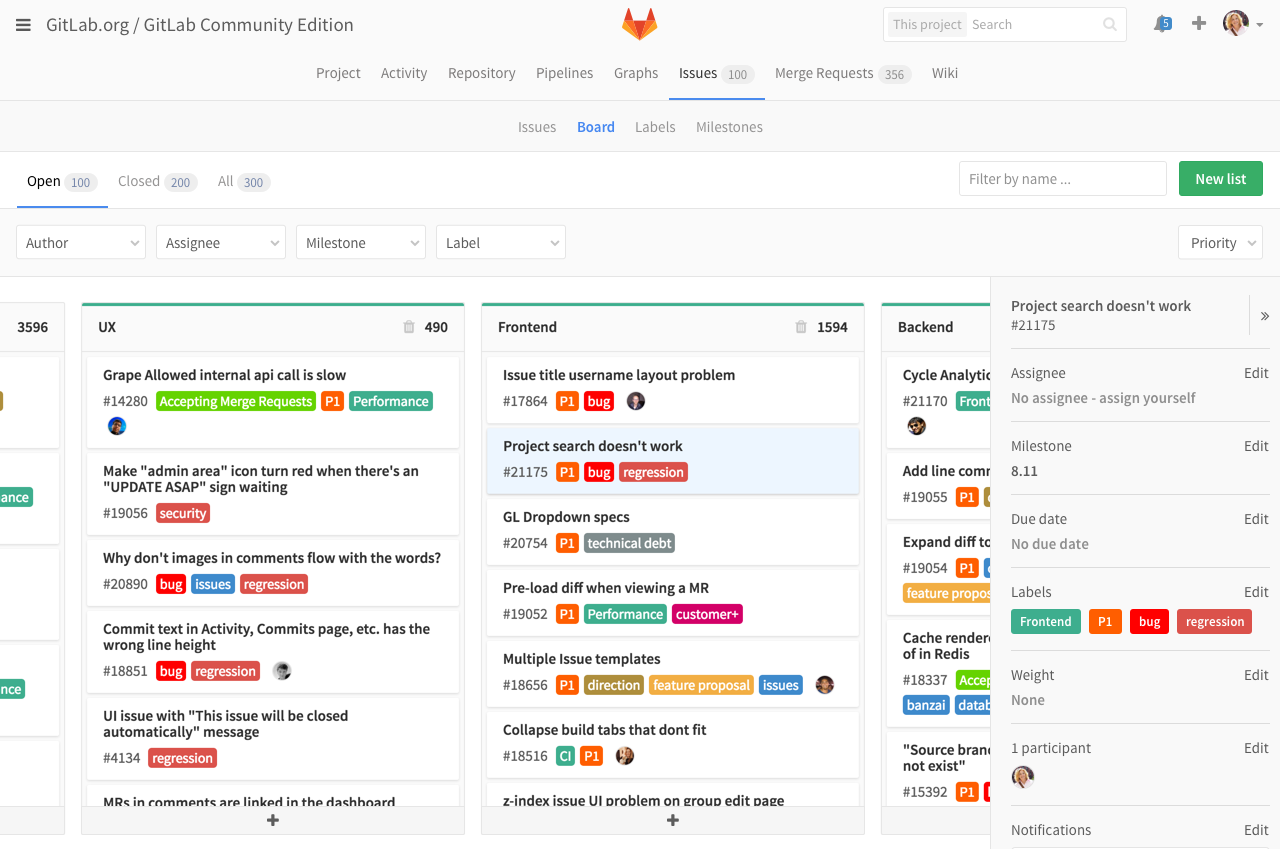 GitLab.org / GitLab Community Edition
This project Search
5
Project Activity Repository Pipelines Graphs Issues 100 Merge Requests 356 Wiki
Issues Board Labels Milestones
Open 100 Closed 200 All 300
Filter by name ...
New list
Author Assignee Milestone Label Priority
3596
ance
nce
UX 490
Grape Allowed internal api call is slow
#14280 Accepting Merge Requests P1 Performance
Make "admin area" icon turn red when there's an
"UPDATE ASAP" sign waiting
#19056 security
Why don't images in comments flow with the words?
#20890 bug issues regression
Commit text in Activity, Commits page, etc. has the
wrong line height
#18851 bug regression
UI issue with "This issue will be closed
automatically" message
#4134 regression
MRs in comments are linked in the dashboard
Frontend 1594
Issue title username layout problem
#17864 P1 bug
Project search doesn't work
#21175 P1 bug regression
GL Dropdown specs
#20754 P1 technical debt
Pre-load diff when viewing a MR
#19052 P1 Performance customer+
Multiple Issue templates
#18656 P1 direction feature proposal issues
Collapse build tabs that dont fit
#18516 CI P1
z-index issue UI problem on group edit page
Backend
Cycle Analytic
#21170 Front
Add line comm
#19055 P1
Expand diff to
#19054 P1
feature propos
Cache rendere
of in Redis
#18337 Accep
banzai datab
"Source bran
not exist"
#15392 P1
Project search doesn't work
#21175
Assignee Edit
No assignee - assign yourself
Milestone Edit
8.11
Due date Edit
No due date
Labels Edit
Frontend P1 bug regression
Weight Edit
None
1 participant Edit
Notifications Edit